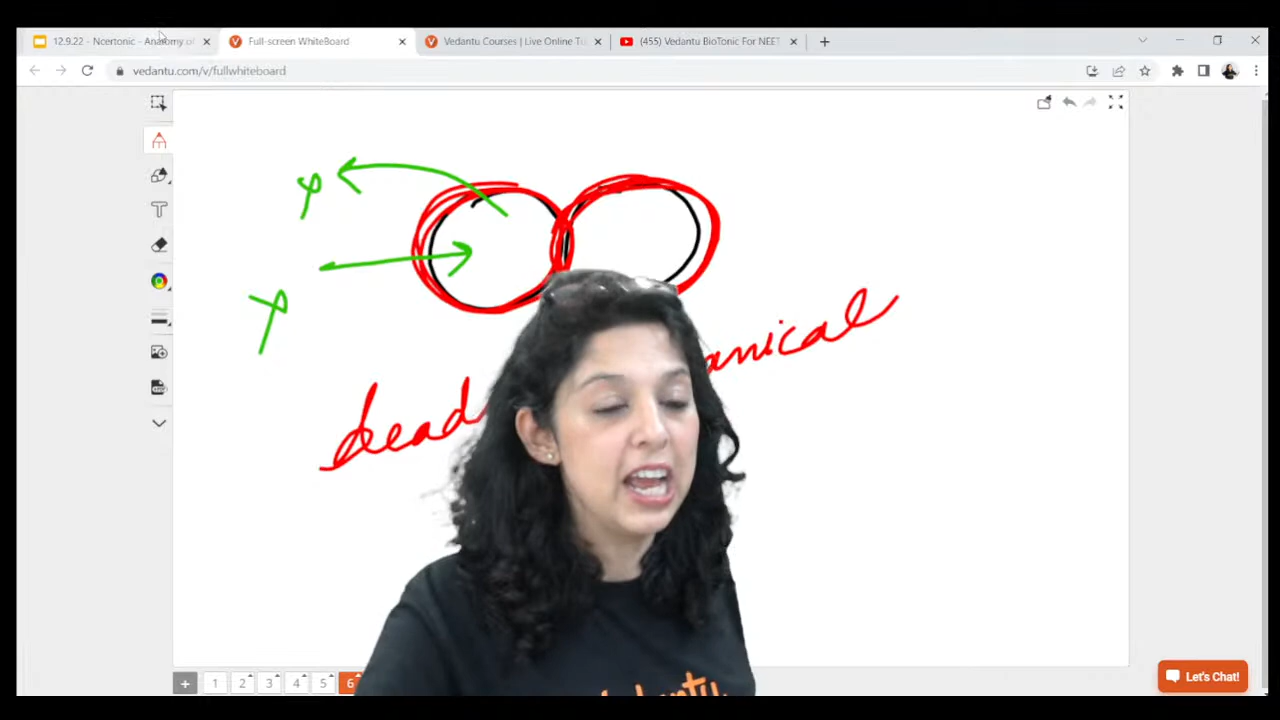 12.9.22 - Ncertonic - Anatomy of
Full-screen WhiteBoard
Vedantu Courses | Live Online Tu
(455) Vedantu BioTonic For NEET
vedantu.com/v/fullwhiteboard
dead
anical
1 2 3 4 5 6
Let's Chat!